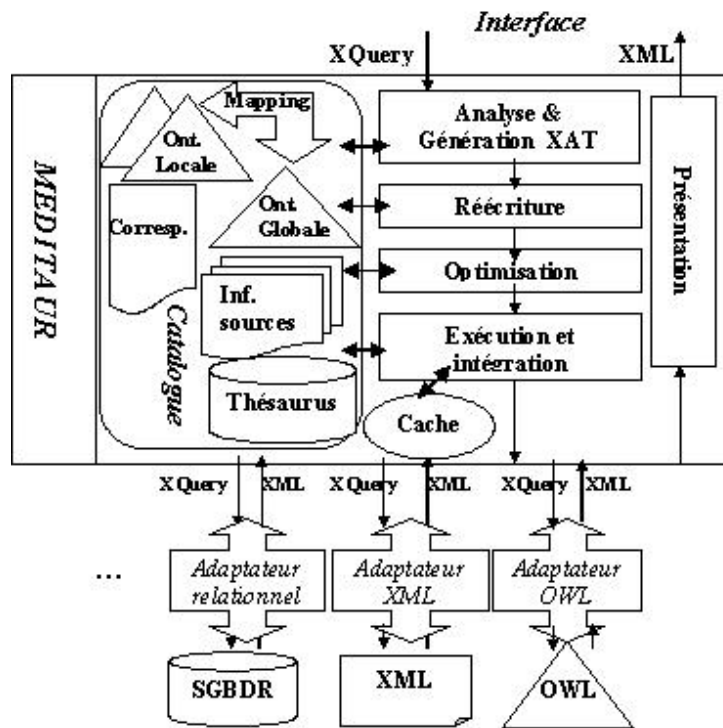 Interface
XQuery
XML
MEDITAUR
Mapping
Ont.
Locale
Corresp.
Ont.
Globale
Inf.
sources
Thésaurus
Catalogue
Analyse &
Génération XAT
Réécriture
Optimisation
Exécution et
intégration
Cache
Présentation
XQuery
XML
XQuery
XML
XQuery
XML
...
Adaptateur
relationnel
Adaptateur
XML
Adaptateur
OWL
SGBDR
XML
OWL